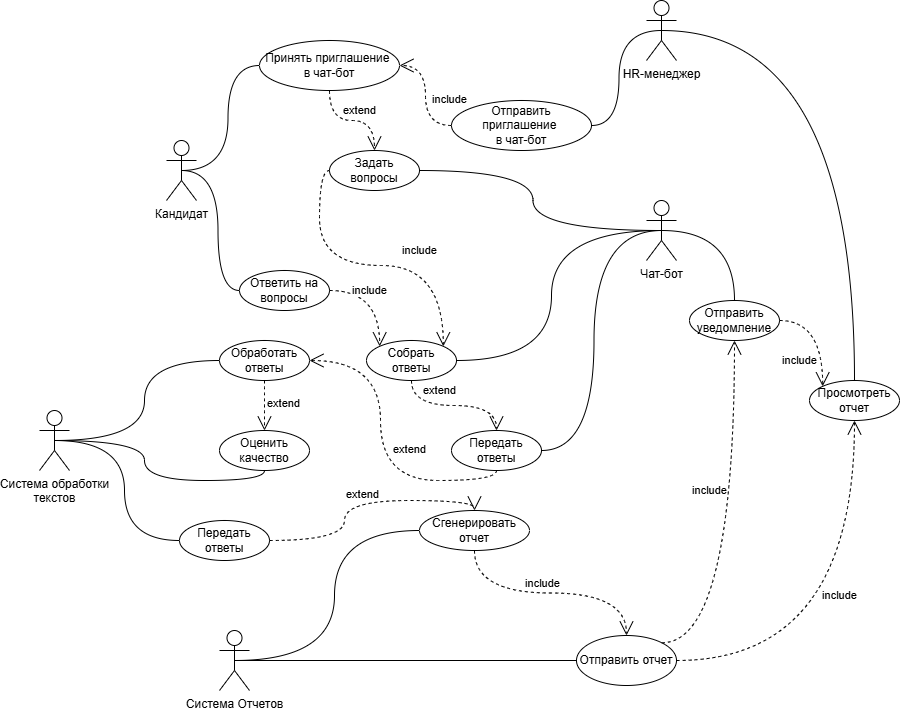 Принять приглашение
в чат-бот
HR-менеджер
include
extend
Отправить
приглашение
в чат-бот
Задать
вопросы
Кандидат
include
Чат-бот
Ответить на
вопросы
include
Отправить
уведомление
Обработать
ответы
Собрать
ответы
include
extend
extend
Просмотреть
отчет
Оценить
качество
extend
Передать
ответы
Система обработки
текстов
include
extend
Передать
ответы
Сгенерировать
отчет
include
include
Отправить отчет
Система Отчетов